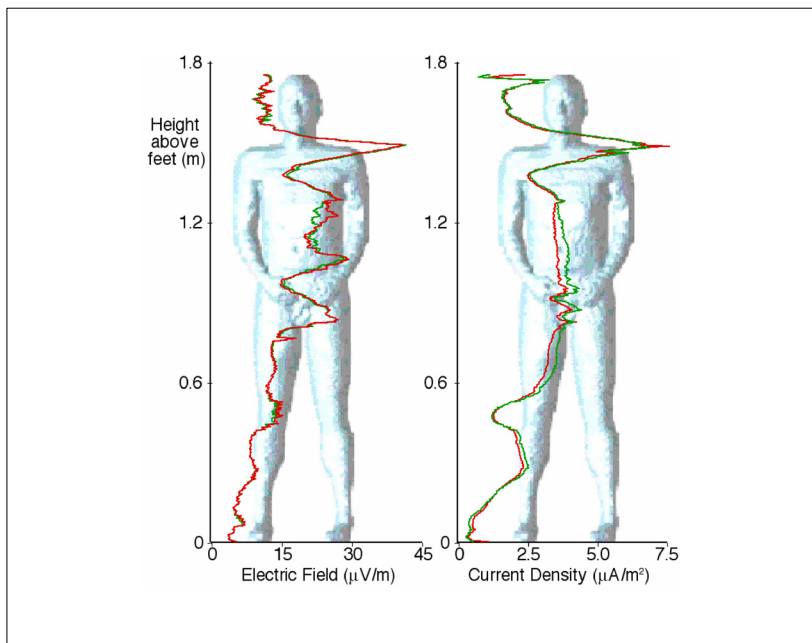 1.8
Height
above
feet (m)
1.2
0.6
0
0 15 30 45
Electric Field (μV/m)
1.8
1.2
0.6
0
0 2.5 5.0 7.5
Current Density (μA/m²)